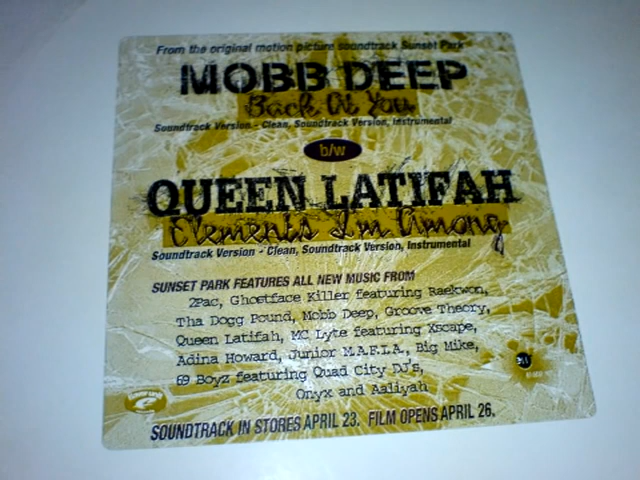 From the original motion picture soundtrack Sunset Park
MOBB DEEP
Back At You
Soundtrack Version - Clean, Soundtrack Version, Instrumental
b/w
QUEEN LATIFAH
Elements I'm Among
Soundtrack Version - Clean, Soundtrack Version, Instrumental
SUNSET PARK FEATURES ALL NEW MUSIC FROM
2Pac, Ghostface Killer featuring Raekwon,
Tha Dogg Pound, Mobb Deep, Groove Theory,
Queen Latifah, MC Lyte featuring Xscape,
Adina Howard, Junior M.A.F.I.A., Big Mike,
69 Boyz featuring Quad City DJ's,
Onyx and Aaliyah
SOUNDTRACK IN STORES APRIL 23. FILM OPENS APRIL 26.